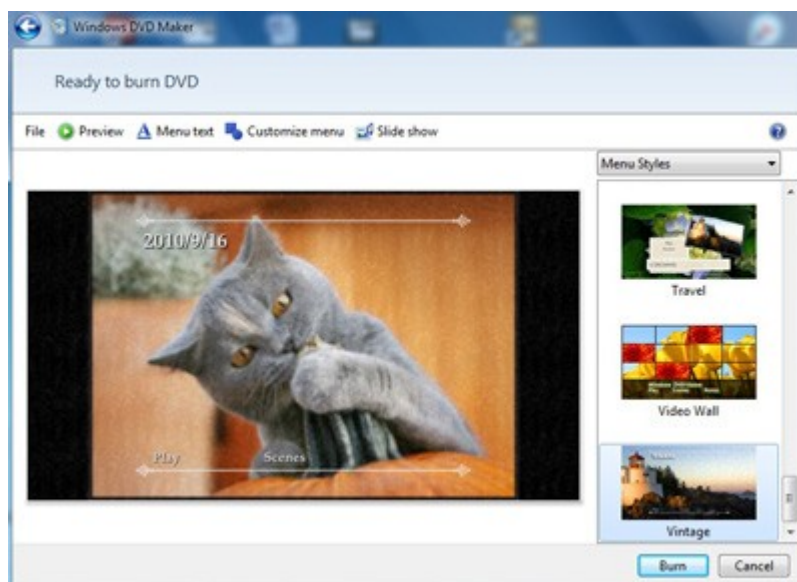 Windows DVD Maker
Ready to burn DVD
File Preview Menu text Customize menu Slide show
Menu Styles
2010/9/16
Play Scenes
Travel
Video Wall
Vintage
Burn Cancel